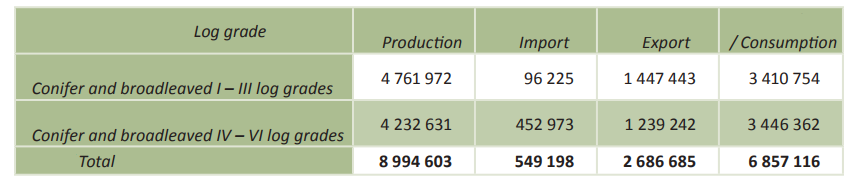 Log grade Production Import Export / Consumption
Conifer and broadleaved I – III log grades 4 761 972 96 225 1 447 443 3 410 754
Conifer and broadleaved IV – VI log grades 4 232 631 452 973 1 239 242 3 446 362
Total 8 994 603 549 198 2 686 685 6 857 116